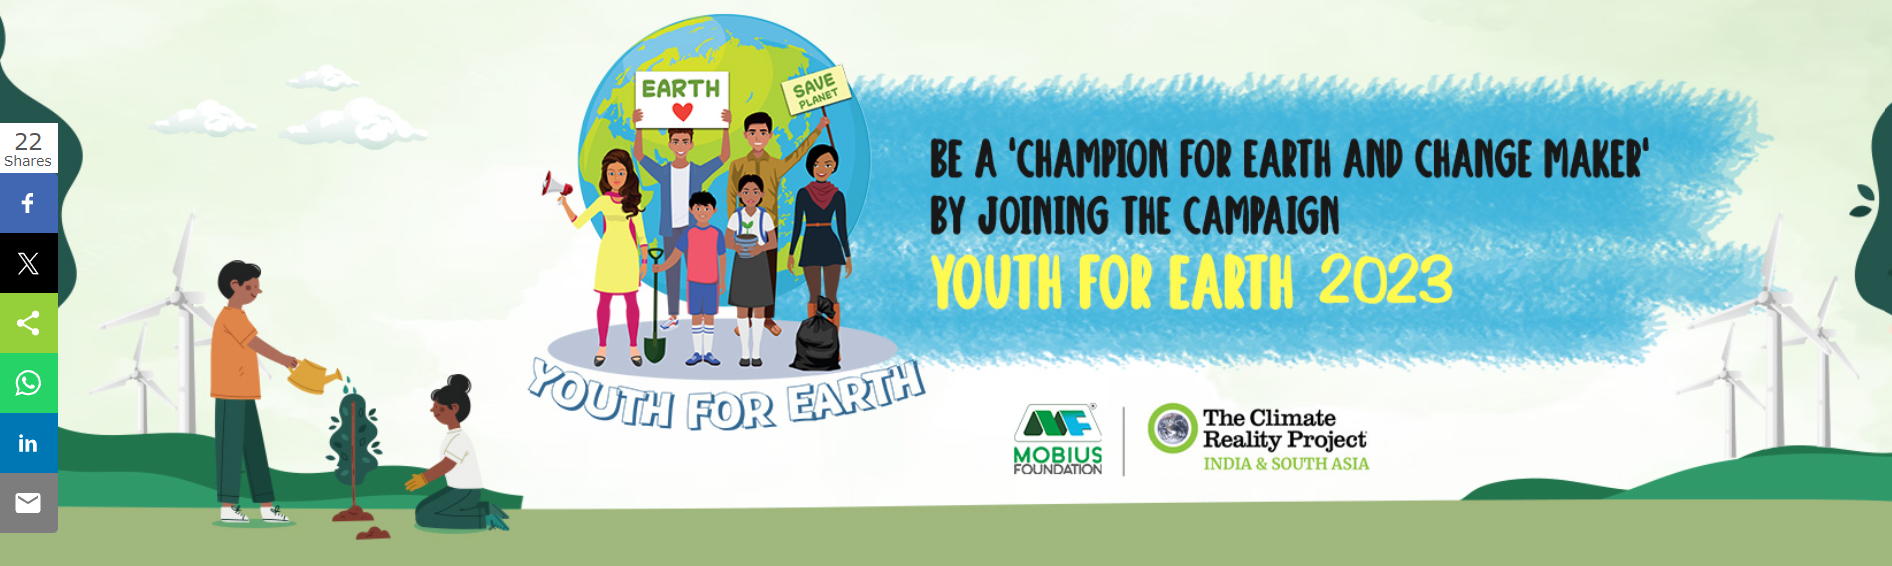 22
Shares
f
X
in
EARTH
SAVE
PLANET
YOUTH FOR EARTH
BE A 'CHAMPION FOR EARTH AND CHANGE MAKER'
BY JOINING THE CAMPAIGN
YOUTH FOR EARTH 2023
MF
MOBIUS
FOUNDATION
The Climate
Reality Project
INDIA & SOUTH ASIA